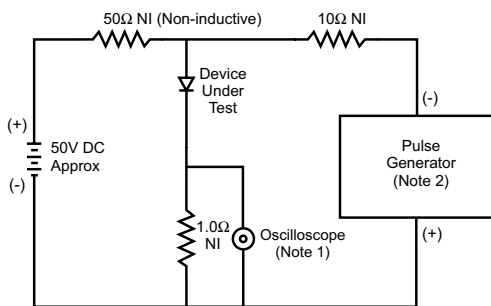 50Ω NI (Non-inductive)
10Ω NI
Device
Under
Test
(-)
(+)
50V DC
Approx
(-)
Pulse
Generator
(Note 2)
1.0Ω
NI
Oscilloscope
(Note 1)
(+)